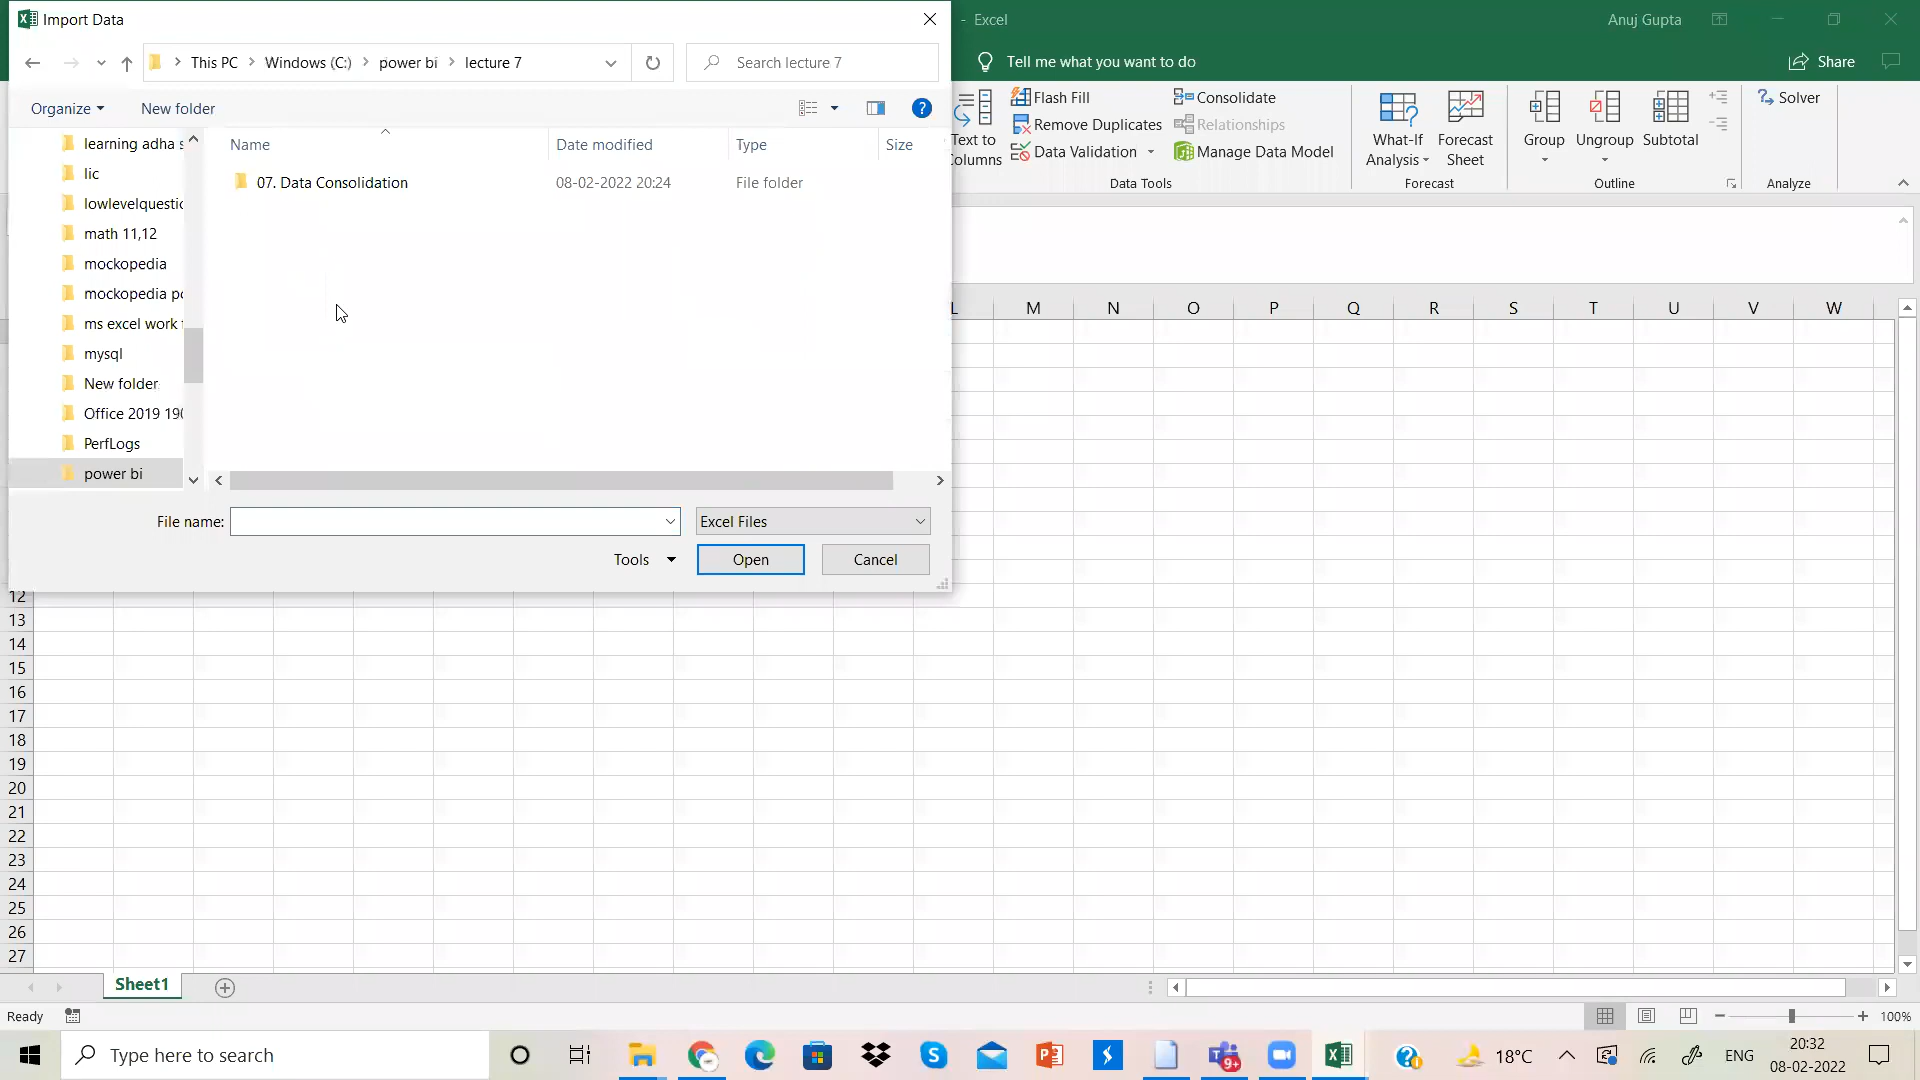 Import Data
- Excel
Anuj Gupta
This PC > Windows (C:) > power bi > lecture 7
Search lecture 7
Tell me what you want to do
Share
Organize
New folder
Name
Date modified
Type
Size
07. Data Consolidation
08-02-2022 20:24
File folder
learning adha s
lic
lowlevelquestic
math 11,12
mockopedia
mockopedia po
ms excel work
mysql
New folder
Office 2019 190
PerfLogs
power bi
File name:
Excel Files
Tools
Open
Cancel
Text to
Columns
Flash Fill
Remove Duplicates
Data Validation
Consolidate
Relationships
Manage Data Model
Data Tools
What-If
Analysis
Forecast
Sheet
Forecast
Group
Ungroup
Subtotal
Outline
Solver
Analyze
L M N O P Q R S T U V W
12
13
14
15
16
17
18
19
20
21
22
23
24
25
26
27
Sheet1
Ready
100%
Type here to search
9+
18°C
ENG
20:32
08-02-2022